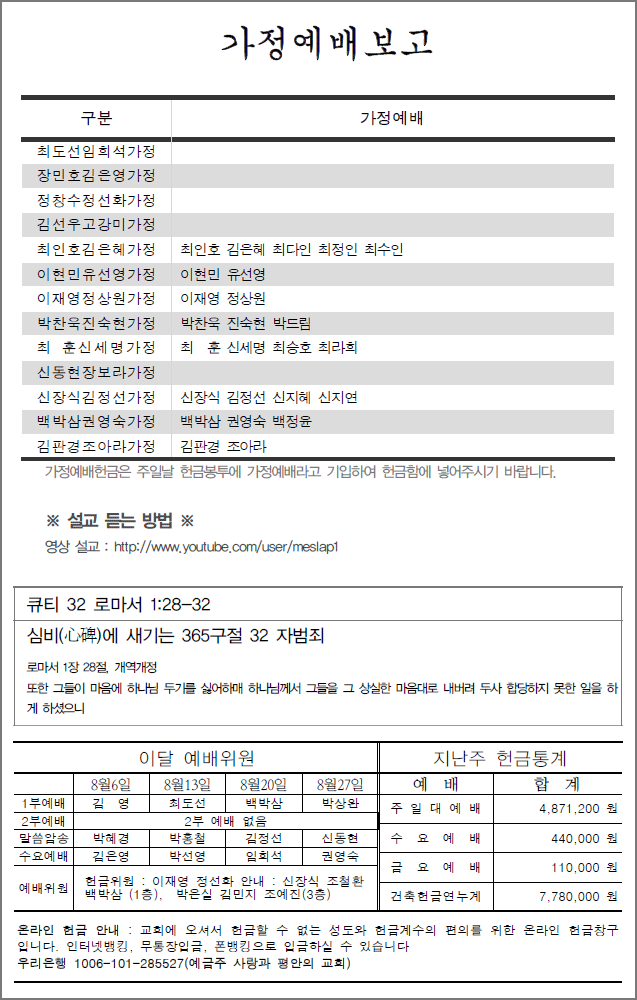 가정예배보고
구분 가정예배
최도선임희석가정
장민호김은영가정
정창수정선화가정
김선우고강미가정
최인호김은혜가정 최인호 김은혜 최다인 최정인 최수인
이현민유선영가정 이현민 유선영
이재영정상원가정 이재영 정상원
박찬욱진숙현가정 박찬욱 진숙현 박드림
최 훈신세명가정 최 훈 신세명 최승호 최라희
신동현장보라가정
신장식김정선가정 신장식 김정선 신지혜 신지연
백박삼권영숙가정 백박삼 권영숙 백정윤
김판경조아라가정 김판경 조아라
가정예배헌금은 주일날 헌금봉투에 가정예배라고 기입하여 헌금함에 넣어주시기 바랍니다.
※ 설교 듣는 방법 ※
영상 설교 : http://www.youtube.com/user/meslap1
큐티 32 로마서 1:28-32
심비(心碑)에 새기는 365구절 32 자범죄
로마서 1장 28절, 개역개정
또한 그들이 마음에 하나님 두기를 싫어하매 하나님께서 그들을 그 상실한 마음대로 내버려 두사 합당하지 못한 일을 하
게 하셨으니
이달 예배위원
8월6일 8월13일 8월20일 8월27일
1부예배 김 영 최도선 백박삼 박상완
2부예배 2부 예배 없음
말씀암송 박혜경 박홍철 김정선 신동현
수요예배 김은영 박선영 임희석 권영숙
예배위원 헌금위원 : 이재영 정선화 안내 : 신장식 조철환
백박삼 (1층), 박은실 김민지 조예진(3층)
지난주 헌금통계
예 배 합 계
주 일 대 예 배 4,871,200 원
수 요 예 배 440,000 원
금 요 예 배 110,000 원
건축헌금연누계 7,780,000 원
온라인 헌금 안내 : 교회에 오셔서 헌금할 수 없는 성도와 헌금계수의 편의를 위한 온라인 헌금창구
입니다. 인터넷뱅킹, 무통장입금, 폰뱅킹으로 입금하실 수 있습니다
우리은행 1006-101-285527(예금주 사랑과 평안의 교회)